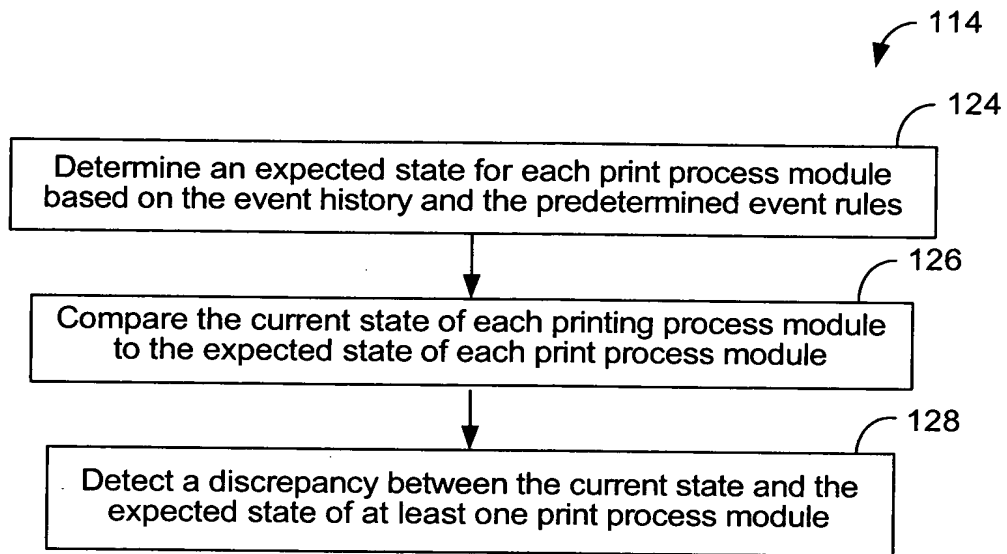 114
124
Determine an expected state for each print process module
based on the event history and the predetermined event rules
126
Compare the current state of each printing process module
to the expected state of each print process module
128
Detect a discrepancy between the current state and the
expected state of at least one print process module